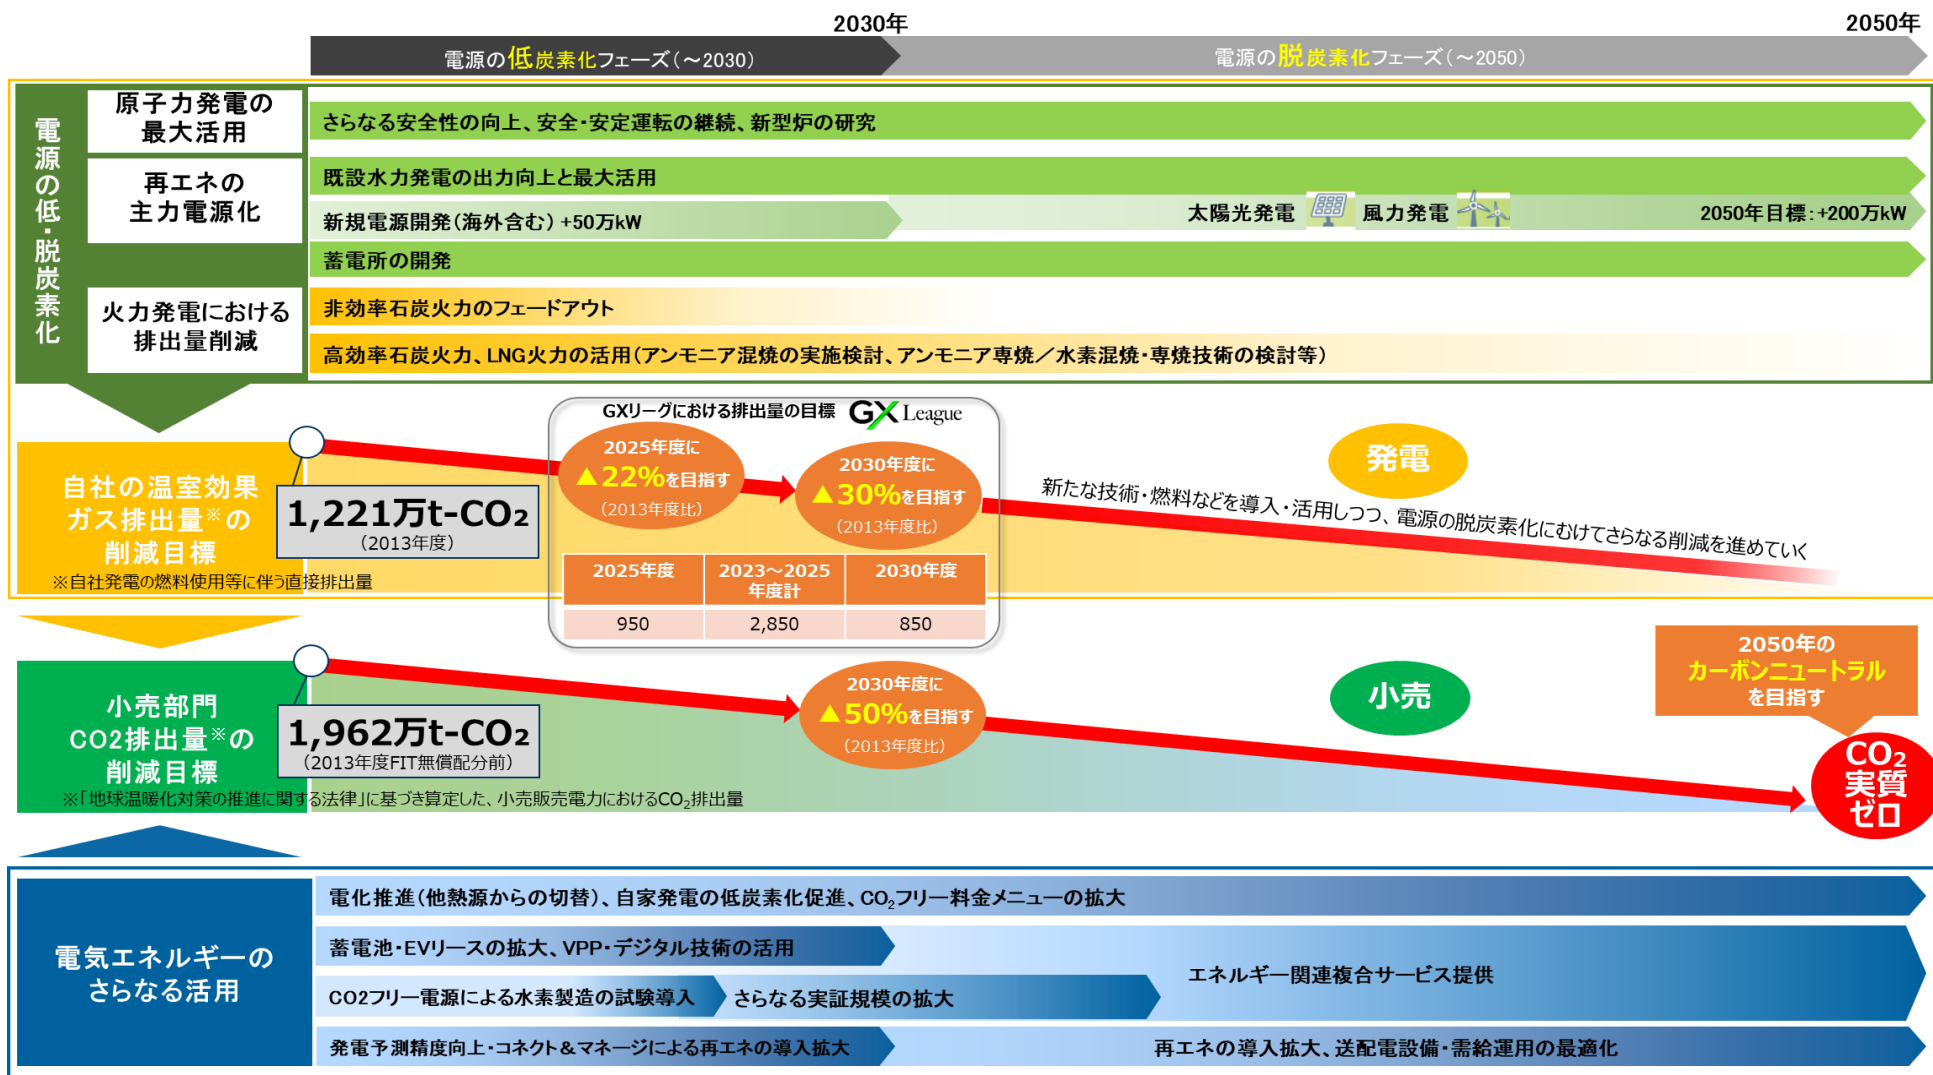 2030年
2050年
電源の低炭素化フェーズ(～2030)
電源の脱炭素化フェーズ(～2050)
電源の低・脱炭素化
原子力発電の
最大活用
さらなる安全性の向上、安全・安定運転の継続、新型炉の研究
再エネの
主力電源化
既設水力発電の出力向上と最大活用
新規電源開発(海外含む) +50万kW
太陽光発電
風力発電
2050年目標:+200万kW
蓄電所の開発
火力発電における
排出量削減
非効率石炭火力のフェードアウト
高効率石炭火力、LNG火力の活用(アンモニア混焼の実施検討、アンモニア専焼／水素混焼・専焼技術の検討等)
自社の温室効果
ガス排出量※の
削減目標
※自社発電の燃料使用等に伴う直接排出量
1,221万t-CO₂
(2013年度)
GXリーグにおける排出量の目標
GX League
2025年度に
▲22%を目指す
(2013年度比)
2030年度に
▲30%を目指す
(2013年度比)
2025年度
2023～2025
年度計
2030年度
950
2,850
850
発電
新たな技術・燃料などを導入・活用しつつ、電源の脱炭素化にむけてさらなる削減を進めていく
小売部門
CO2排出量※の
削減目標
※「地球温暖化対策の推進に関する法律」に基づき算定した、小売販売電力におけるCO₂排出量
1,962万t-CO₂
(2013年度FIT無償配分前)
2030年度に
▲50%を目指す
(2013年度比)
小売
2050年の
カーボンニュートラル
を目指す
CO₂
実質
ゼロ
電気エネルギーの
さらなる活用
電化推進(他熱源からの切替)、自家発電の低炭素化促進、CO₂フリー料金メニューの拡大
蓄電池・EVリースの拡大、VPP・デジタル技術の活用
エネルギー関連複合サービス提供
CO2フリー電源による水素製造の試験導入
さらなる実証規模の拡大
発電予測精度向上・コネクト＆マネージによる再エネの導入拡大
再エネの導入拡大、送配電設備・需給運用の最適化